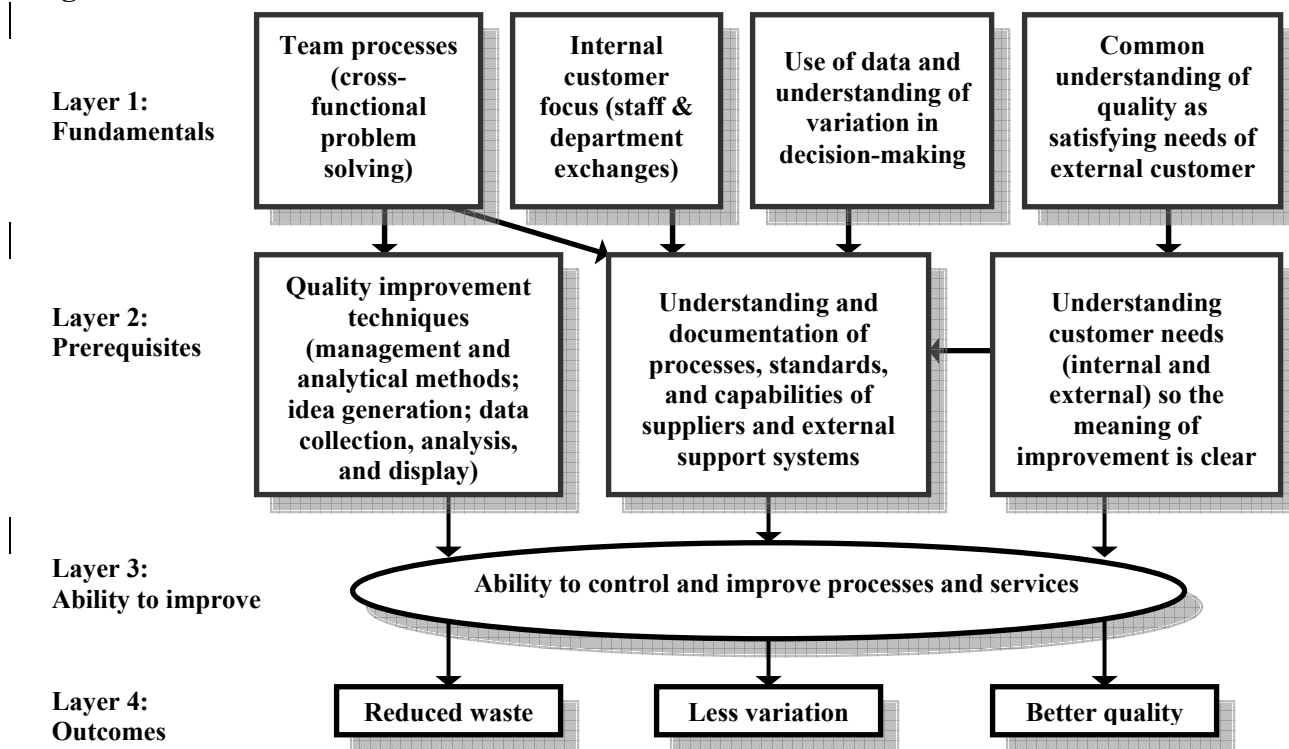 Layer 1:
Fundamentals
Team processes
(cross-
functional
problem
solving)
Internal
customer
focus (staff &
department
exchanges)
Use of data and
understanding of
variation in
decision-making
Common
understanding of
quality as
satisfying needs of
external customer
Layer 2:
Prerequisites
Quality improvement
techniques
(management and
analytical methods;
idea generation; data
collection, analysis,
and display)
Understanding and
documentation of
processes, standards,
and capabilities of
suppliers and external
support systems
Understanding
customer needs
(internal and
external) so the
meaning of
improvement is clear
Layer 3:
Ability to improve
Ability to control and improve processes and services
Layer 4:
Outcomes
Reduced waste
Less variation
Better quality